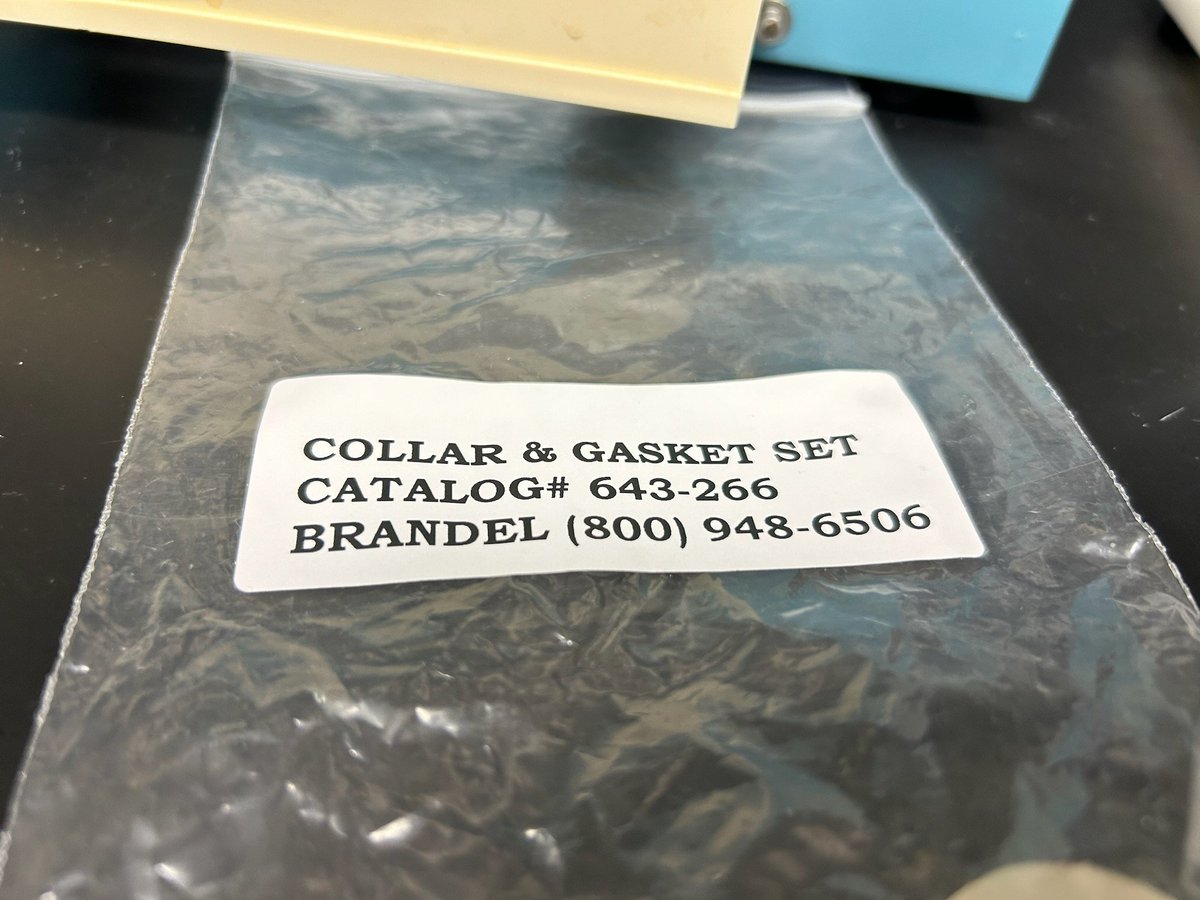 COLLAR & GASKET SET
CATALOG# 643-266
BRANDEL (800) 948-6506